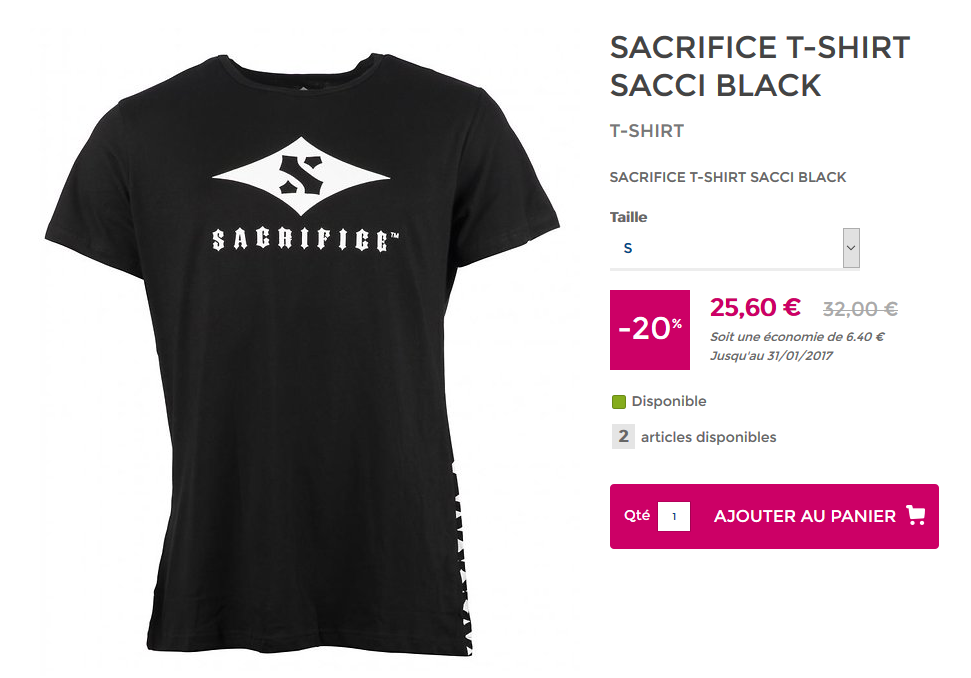 S
SACRIFICE™
SACRIFICE T-SHIRT
SACCI BLACK
T-SHIRT
SACRIFICE T-SHIRT SACCI BLACK
Taille
S
-20%
25,60 € 32,00 €
Soit une économie de 6.40 €
Jusqu'au 31/01/2017
Disponible
2 articles disponibles
Qté 1 AJOUTER AU PANIER